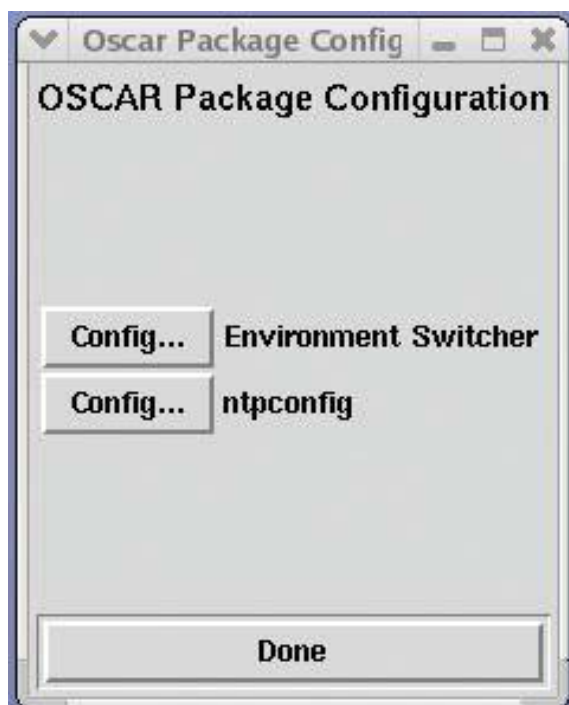 Oscar Package Config
OSCAR Package Configuration
Config... Environment Switcher
Config... ntpconfig
Done